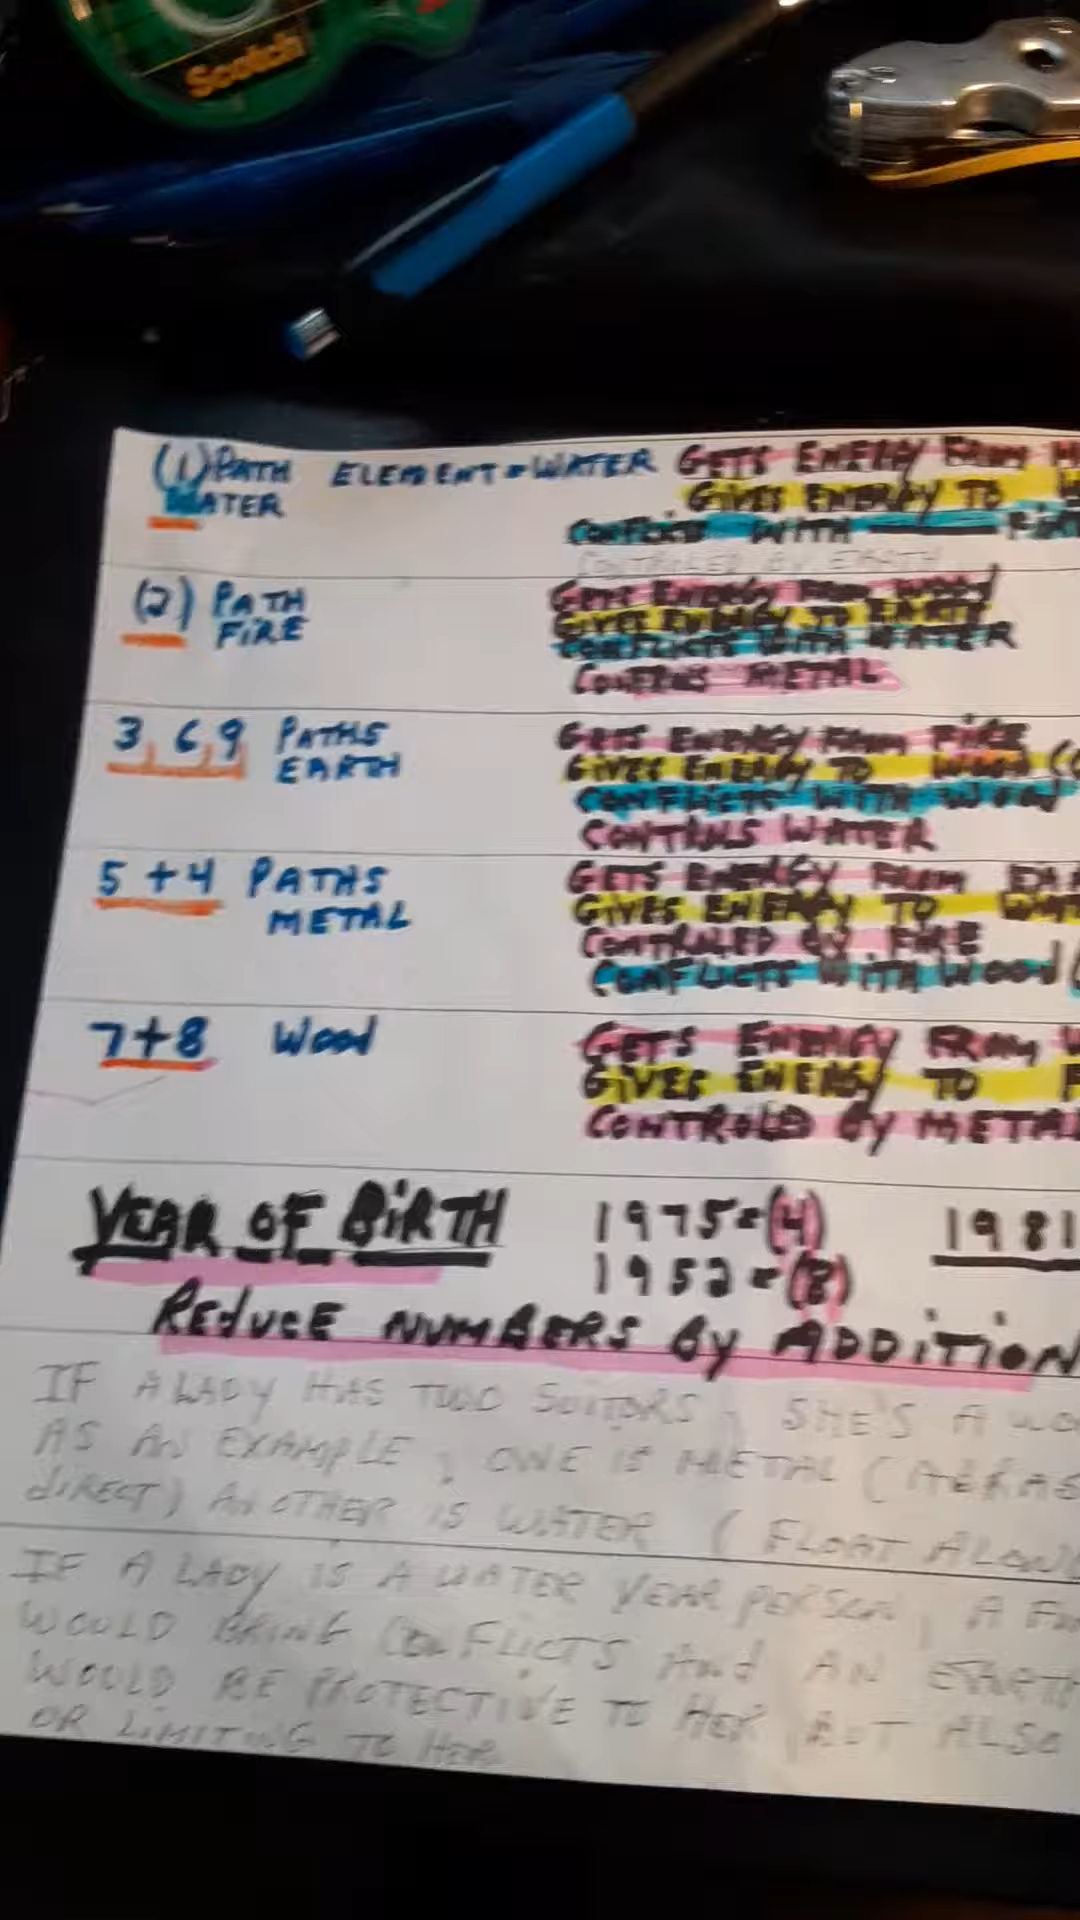 Scotch
(1) PATH ELEMENT = WATER GETS ENERGY FROM
WATER GIVES ENERGY TO
CONFLICTS WITH
CONTROLED BY EARTH
(2) PATH
FIRE
GETS ENERGY FROM WOOD
GIVES ENERGY TO EARTH
CONFLICTS WITH WATER
METAL
3, 6, 9 PATHS
EARTH
GETS ENERGY FROM FIRE
GIVES ENERGY TO WOOD
CONFLICTS WITH WOOD
CONTROLS WATER
5 + 4 PATHS
METAL
GETS ENERGY FROM
GIVES ENERGY TO
CONTROLED BY FIRE
CONFLICTS WITH WOOD
7+8 Wood
GETS ENERGY FROM
GIVES ENERGY TO
CONTROLED BY METAL
YEAR OF BIRTH 1975=(4) 1981
1952=(8)
REDUCE NUMBERS BY ADDITION
IF A LADY HAS TWO SUITORS, SHE'S A
AS AN EXAMPLE, ONE IS METAL
DIRECT) ANOTHER IS WATER (FLOAT ALONG
IF A LADY IS A WATER YEAR PERSON, A
WOULD BRING CONFLICTS AND AN EARTH
WOULD BE PROTECTIVE TO HER, BUT ALSO
OR LIMITING TO HER